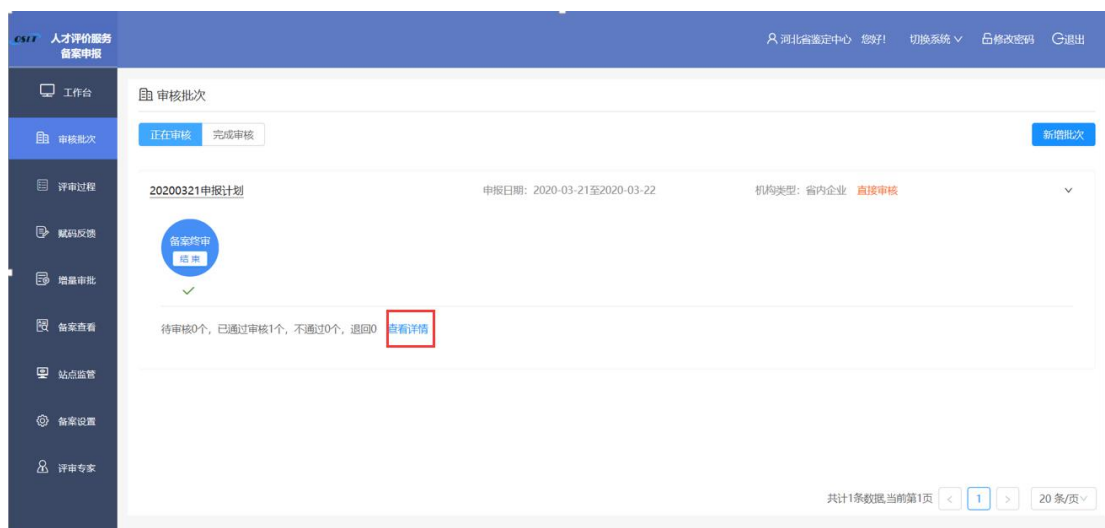 OSLT 人才评价服务
备案申报
河北省鉴定中心 您好! 切换系统 修改密码 退出
工作台
审核批次
评审过程
赋码反馈
增量审批
备案查看
站点监管
备案设置
评审专家
审核批次
正在审核 完成审核 新增批次
20200321申报计划 申报日期: 2020-03-21至2020-03-22 机构类型: 省内企业 直接审核
备案终审
结束
待审核0个, 已通过审核1个, 不通过0个, 退回0 查看详情
共计1条数据,当前第1页 < 1 > 20 条/页